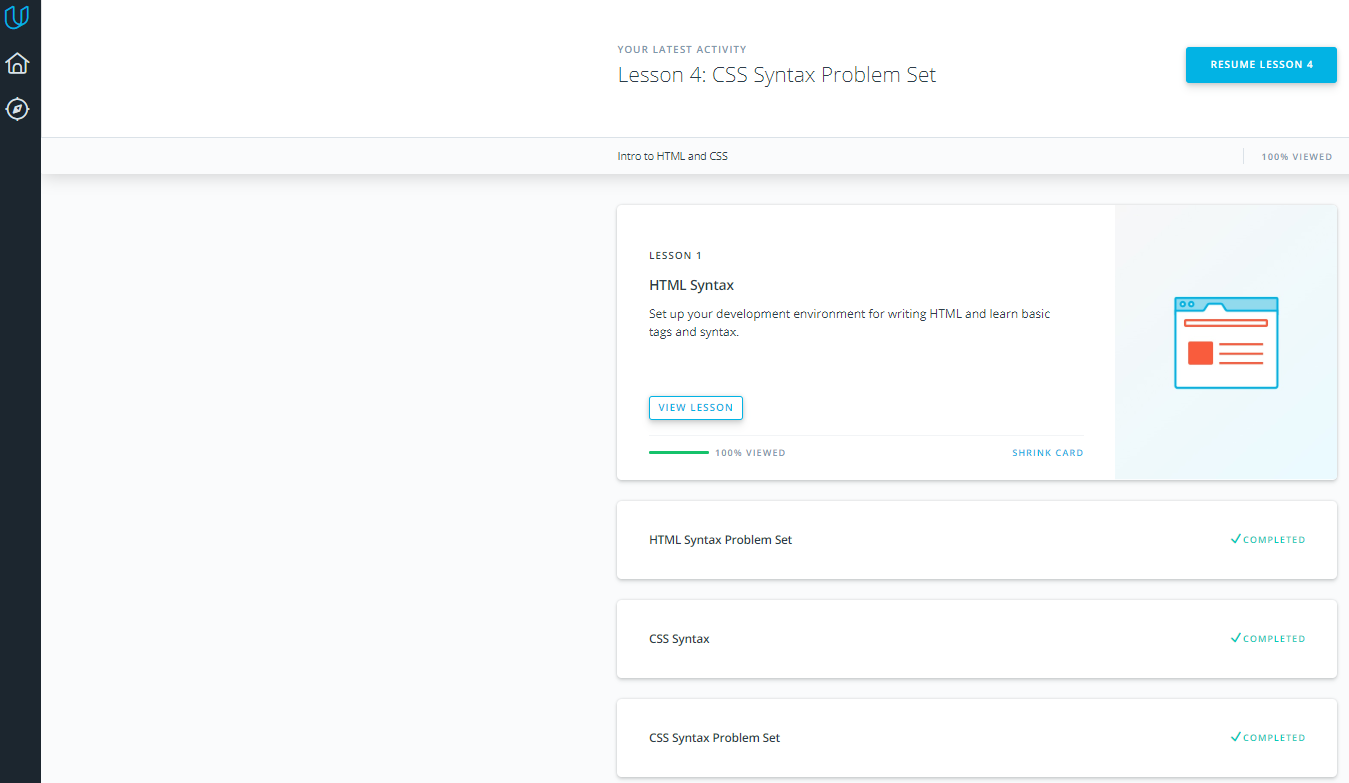 YOUR LATEST ACTIVITY
Lesson 4: CSS Syntax Problem Set
RESUME LESSON 4
Intro to HTML and CSS
100% VIEWED
LESSON 1
HTML Syntax
Set up your development environment for writing HTML and learn basic
tags and syntax.
VIEW LESSON
100% VIEWED
SHRINK CARD
HTML Syntax Problem Set
COMPLETED
CSS Syntax
COMPLETED
CSS Syntax Problem Set
COMPLETED